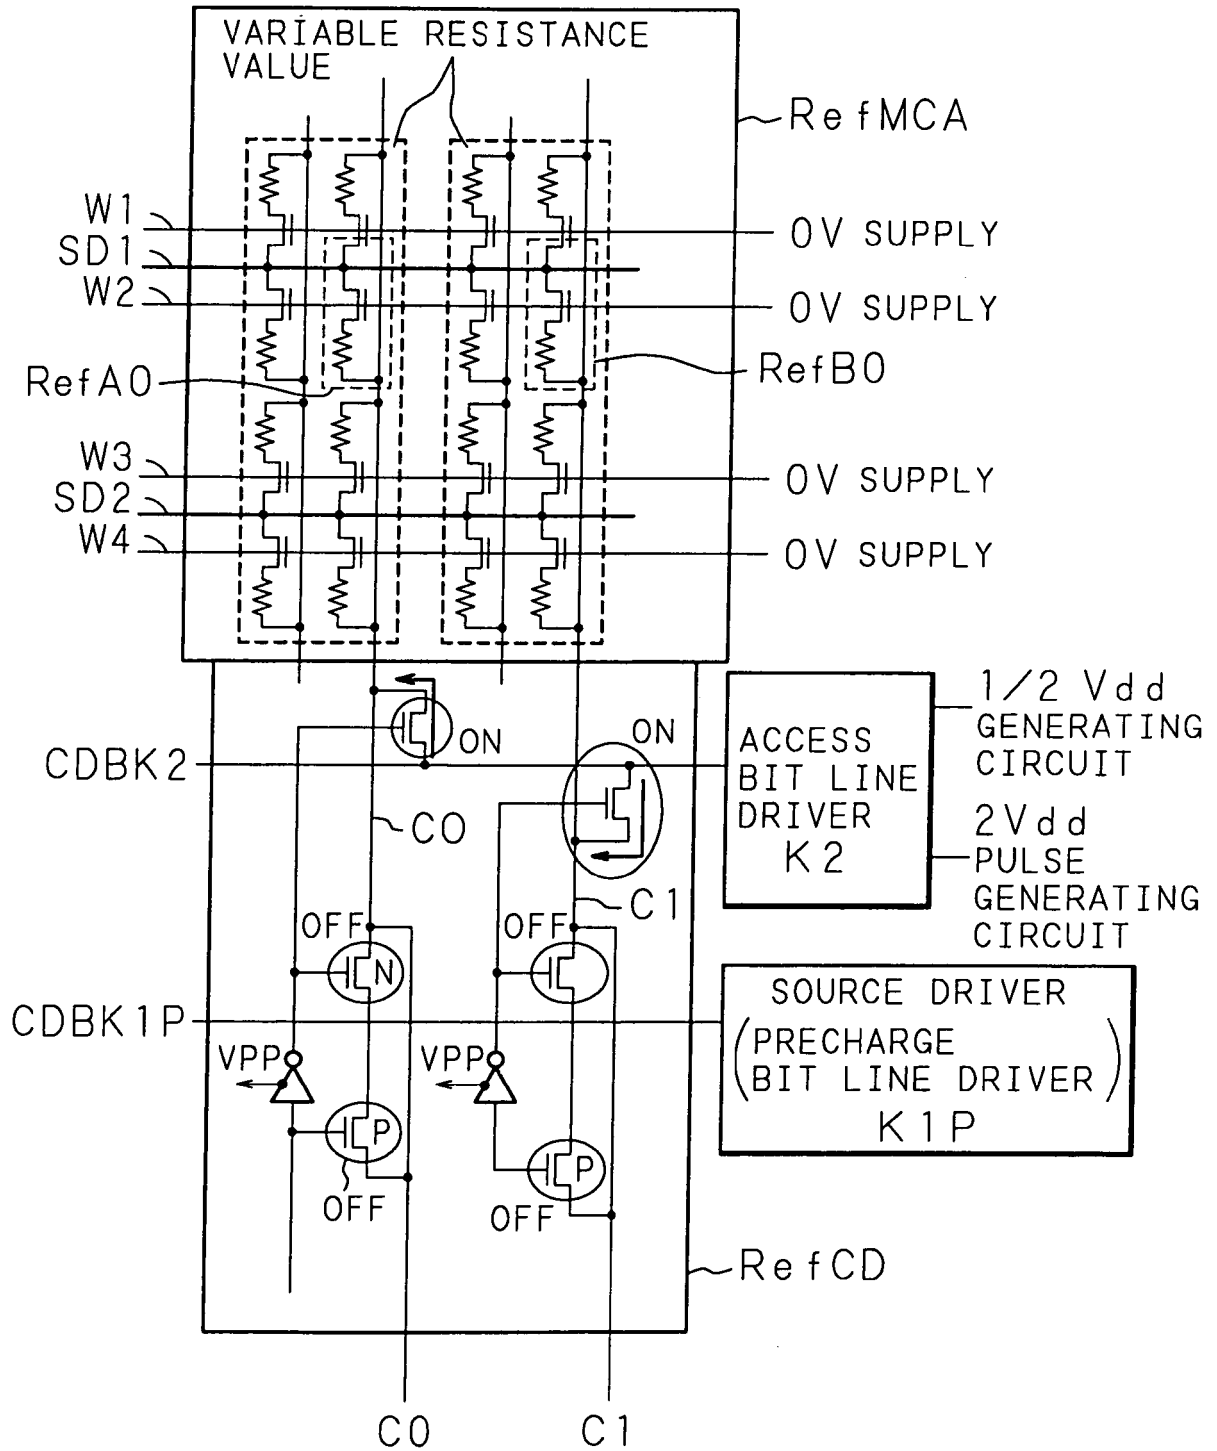 VARIABLE RESISTANCE
VALUE
RefMCA
W1
0V SUPPLY
SD1
W2
0V SUPPLY
RefA0
RefB0
W3
0V SUPPLY
SD2
W4
0V SUPPLY
1/2 Vdd
GENERATING
CIRCUIT
ON
ON
CDBK2
ACCESS
BIT LINE
DRIVER
K2
C0
2Vdd
PULSE
GENERATING
CIRCUIT
C1
OFF
OFF
N
SOURCE DRIVER
(PRECHARGE
BIT LINE DRIVER)
K1P
CDBK1P
VPP
VPP
P
P
OFF
OFF
RefCD
C0
C1